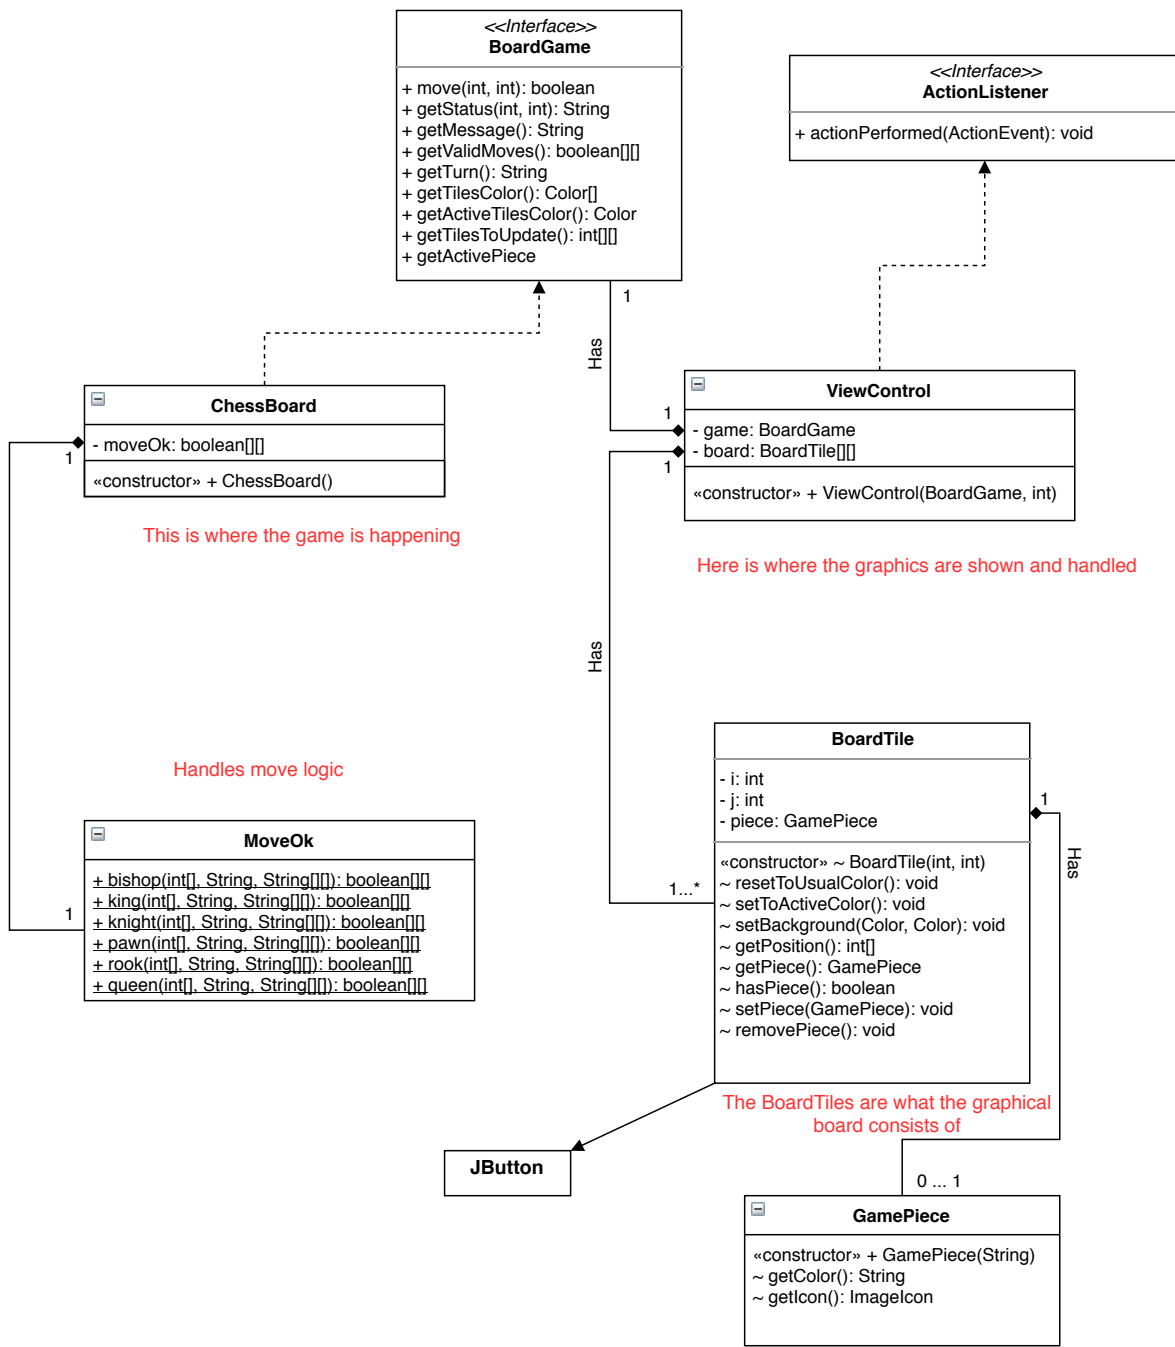 <<Interface>>
BoardGame
+ move(int, int): boolean
+ getStatus(int, int): String
+ getMessage(): String
+ getValidMoves(): boolean[][]
+ getTurn(): String
+ getTilesColor(): Color[]
+ getActiveTilesColor(): Color
+ getTilesToUpdate(): int[][]
+ getActivePiece
<<Interface>>
ActionListener
+ actionPerformed(ActionEvent): void
1
Has
1
1
ChessBoard
- moveOk: boolean[][]
«constructor» + ChessBoard()
1
This is where the game is happening
ViewControl
- game: BoardGame
- board: BoardTile[][]
«constructor» + ViewControl(BoardGame, int)
Here is where the graphics are shown and handled
Has
Handles move logic
MoveOk
+ bishop(int[], String, String[][]): boolean[][]
+ king(int[], String, String[][]): boolean[][]
+ knight(int[], String, String[][]): boolean[][]
+ pawn(int[], String, String[][]): boolean[][]
+ rook(int[], String, String[][]): boolean[][]
+ queen(int[], String, String[][]): boolean[][]
1
BoardTile
- i: int
- j: int
- piece: GamePiece
«constructor» ~ BoardTile(int, int)
~ resetToUsualColor(): void
~ setToActiveColor(): void
~ setBackground(Color, Color): void
~ getPosition(): int[]
~ getPiece(): GamePiece
~ hasPiece(): boolean
~ setPiece(GamePiece): void
~ removePiece(): void
1...*
1
Has
The BoardTiles are what the graphical
board consists of
JButton
0 ... 1
GamePiece
«constructor» + GamePiece(String)
~ getColor(): String
~ getIcon(): ImageIcon